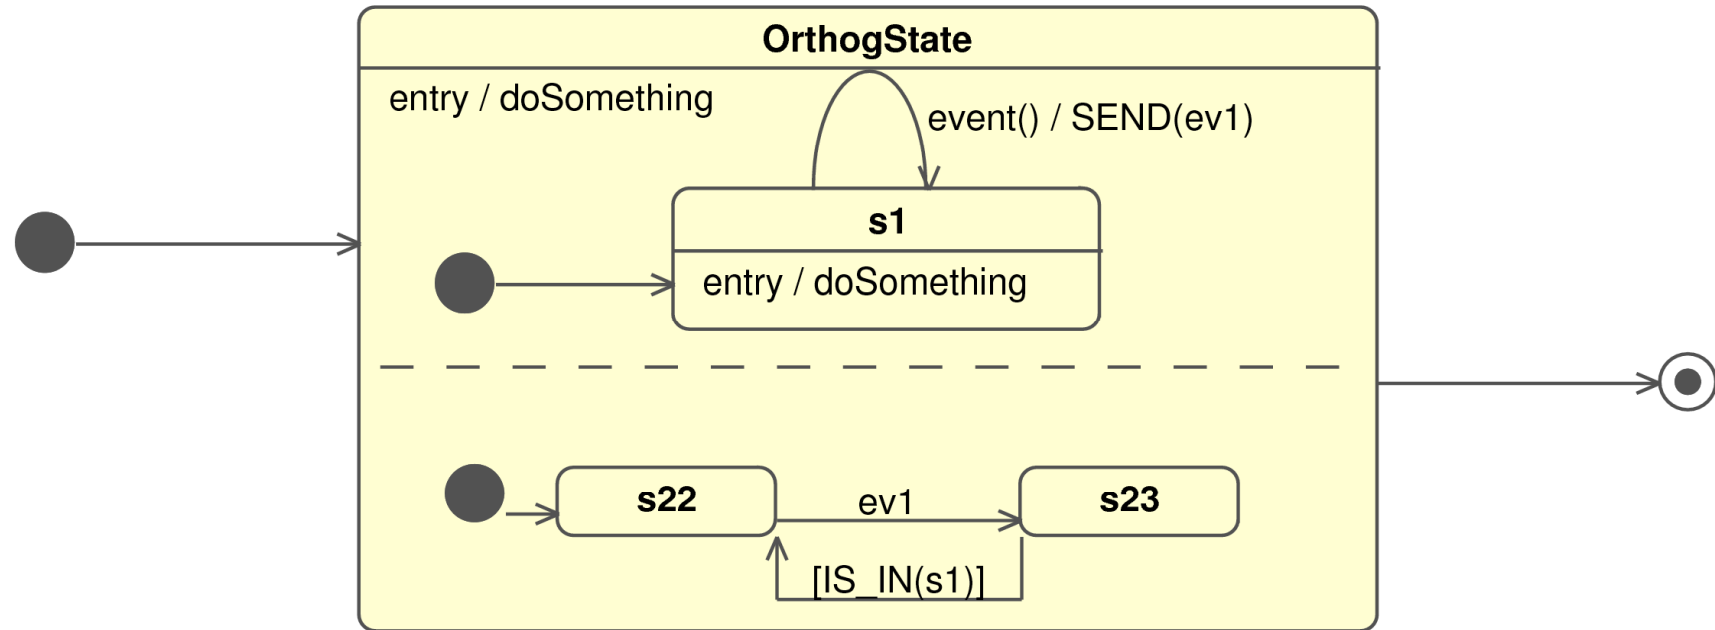 OrthogState
entry / doSomething
event() / SEND(ev1)
s1
entry / doSomething
s22
ev1
s23
[IS_IN(s1)]